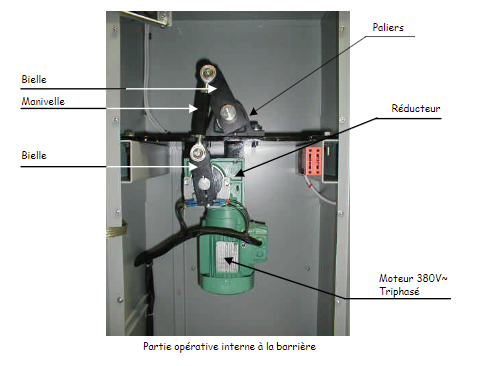 Paliers
Bielle
Manivelle
Réducteur
Bielle
Moteur 380V~
Triphasé
Partie opérative interne à la barrière